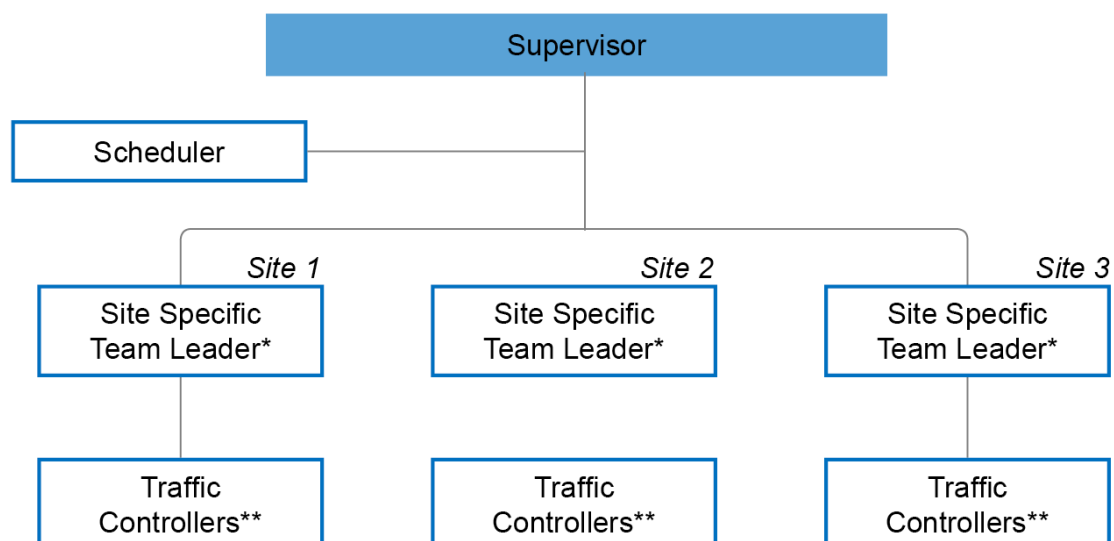 Supervisor
Scheduler
Site 1
Site Specific
Team Leader*
Site 2
Site Specific
Team Leader*
Site 3
Site Specific
Team Leader*
Traffic
Controllers**
Traffic
Controllers**
Traffic
Controllers**